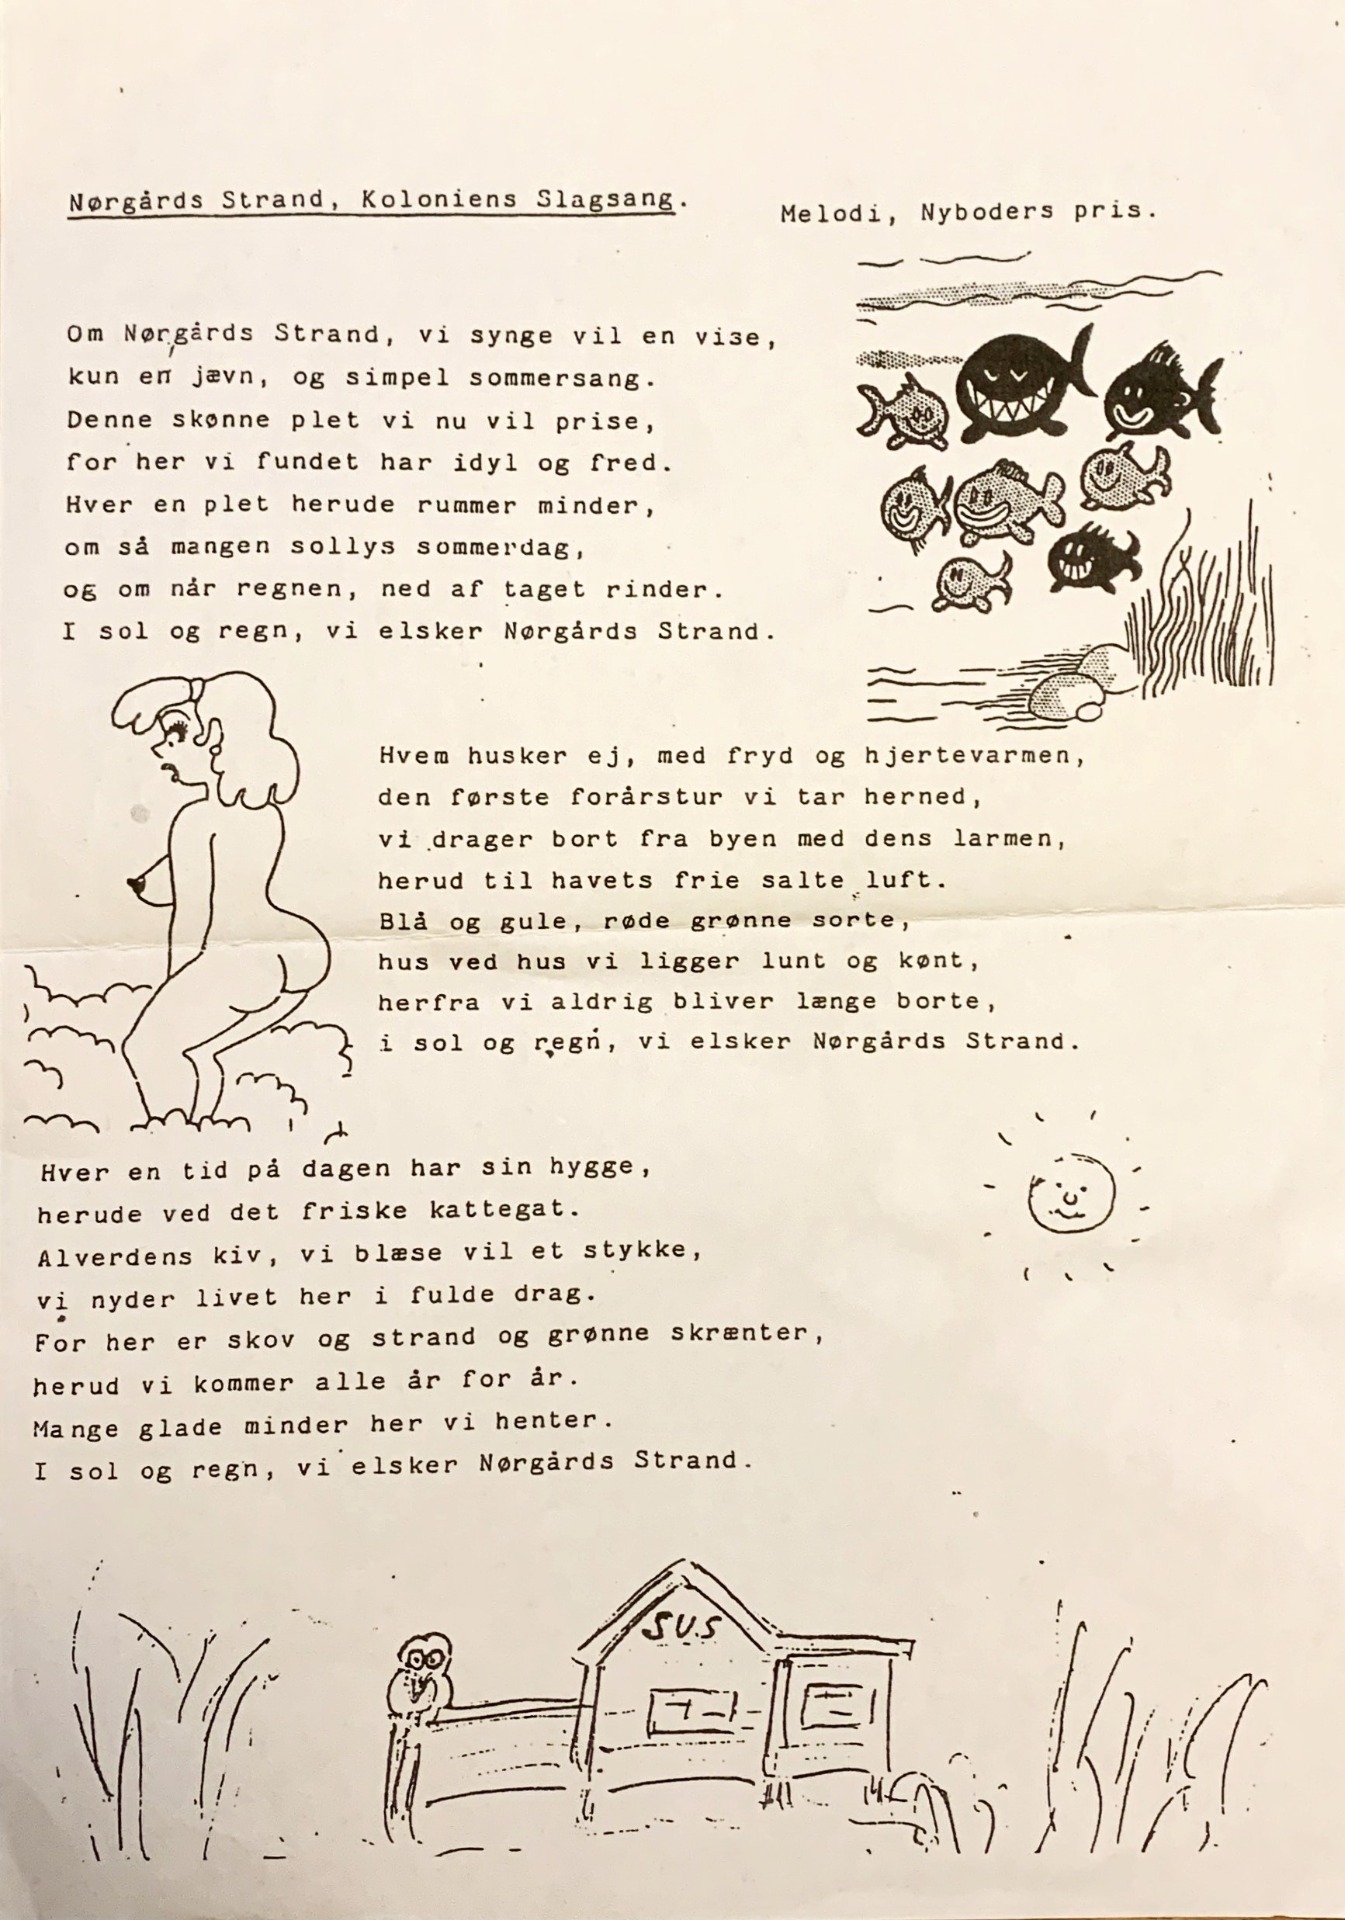 Nørgårds Strand, Koloniens Slagsang.
Melodi, Nyboders pris.
Om Nørgårds Strand, vi synge vil en vise,
kun en jævn, og simpel sommersang.
Denne skønne plet vi nu vil prise,
for her vi fundet har idyl og fred.
Hver en plet herude rummer minder,
om så mangen sollys sommerdag,
og om når regnen, ned af taget rinder.
I sol og regn, vi elsker Nørgårds Strand.
Hvem husker ej, med fryd og hjertevarmen,
den første forårstur vi tar herned,
vi drager bort fra byen med dens larmen,
herud til havets frie salte luft.
Blå og gule, røde grønne sorte,
hus ved hus vi ligger lunt og kønt,
herfra vi aldrig bliver længe borte,
i sol og regn, vi elsker Nørgårds Strand.
Hver en tid på dagen har sin hygge,
herude ved det friske kattegat.
Alverdens kiv, vi blæse vil et stykke,
vi nyder livet her i fulde drag.
For her er skov og strand og grønne skrænter,
herud vi kommer alle år for år.
Mange glade minder her vi henter.
I sol og regn, vi elsker Nørgårds Strand.
SUS